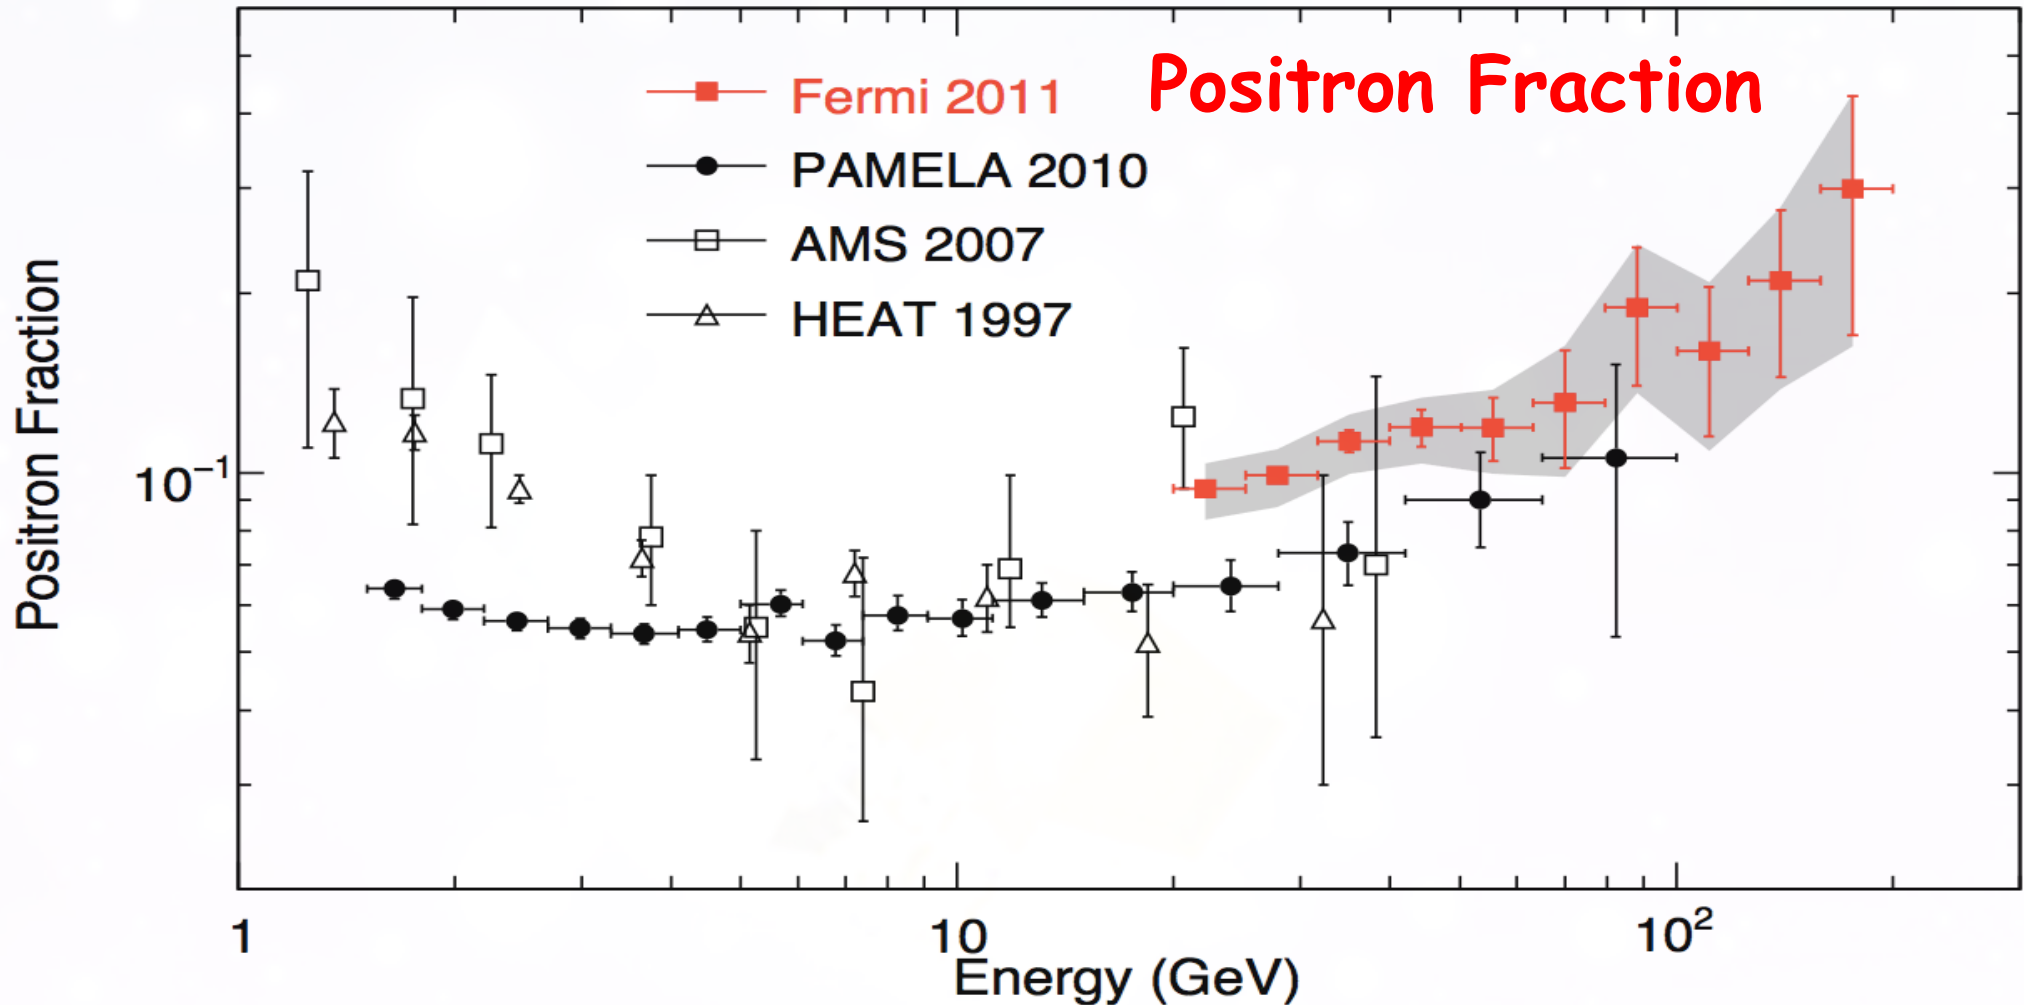 Positron Fraction
Fermi 2011
PAMELA 2010
AMS 2007
HEAT 1997
Positron Fraction
10⁻¹
1
10
10²
Energy (GeV)